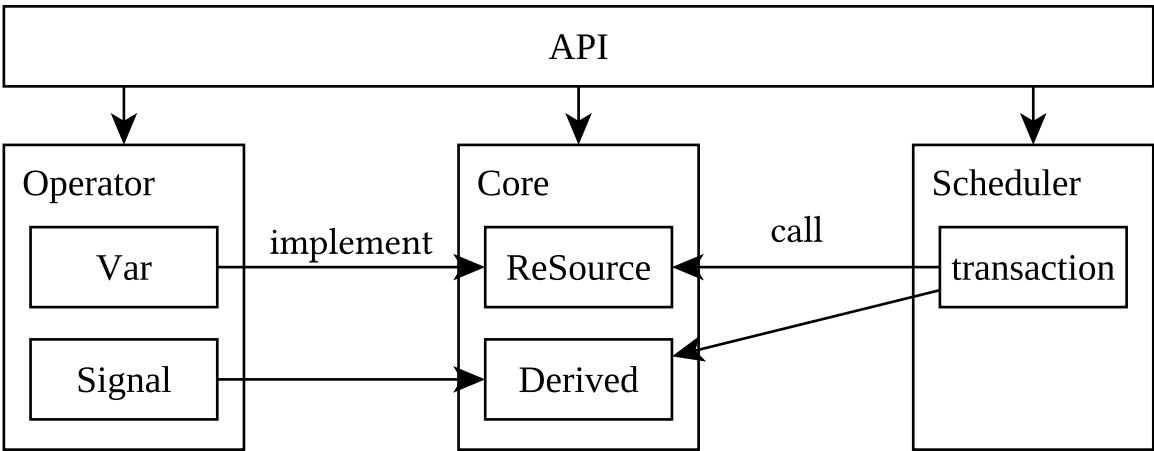 API
Operator
Core
Scheduler
implement
call
Var
ReSource
transaction
Signal
Derived